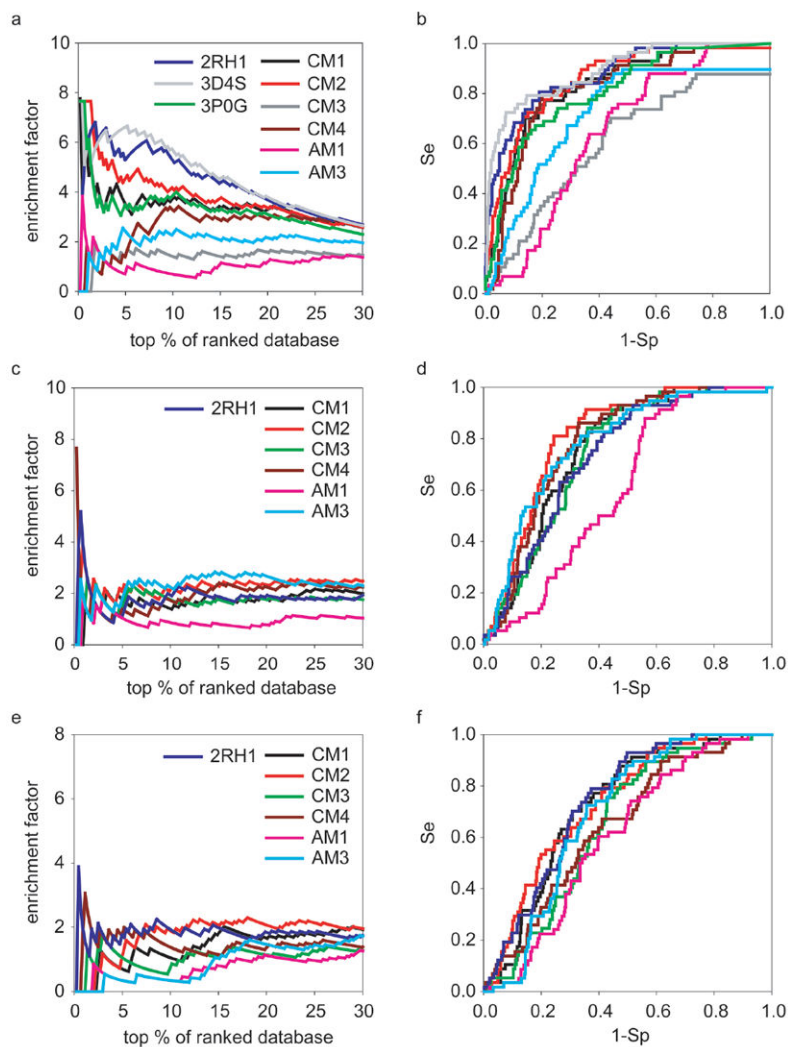 a
10
8
6
4
2
0
enrichment factor
2RH1
3D4S
3P0G
CM1
CM2
CM3
CM4
AM1
AM3
0 5 10 15 20 25 30
top % of ranked database
b
1.0
0.8
0.6
0.4
0.2
0.0
Se
0.0 0.2 0.4 0.6 0.8 1.0
1-Sp
c
10
8
6
4
2
0
enrichment factor
2RH1
CM1
CM2
CM3
CM4
AM1
AM3
0 5 10 15 20 25 30
top % of ranked database
d
1.0
0.8
0.6
0.4
0.2
0.0
Se
0.0 0.2 0.4 0.6 0.8 1.0
1-Sp
e
8
6
4
2
0
enrichment factor
2RH1
CM1
CM2
CM3
CM4
AM1
AM3
0 5 10 15 20 25 30
top % of ranked database
f
1.0
0.8
0.6
0.4
0.2
0.0
Se
0.0 0.2 0.4 0.6 0.8 1.0
1-Sp